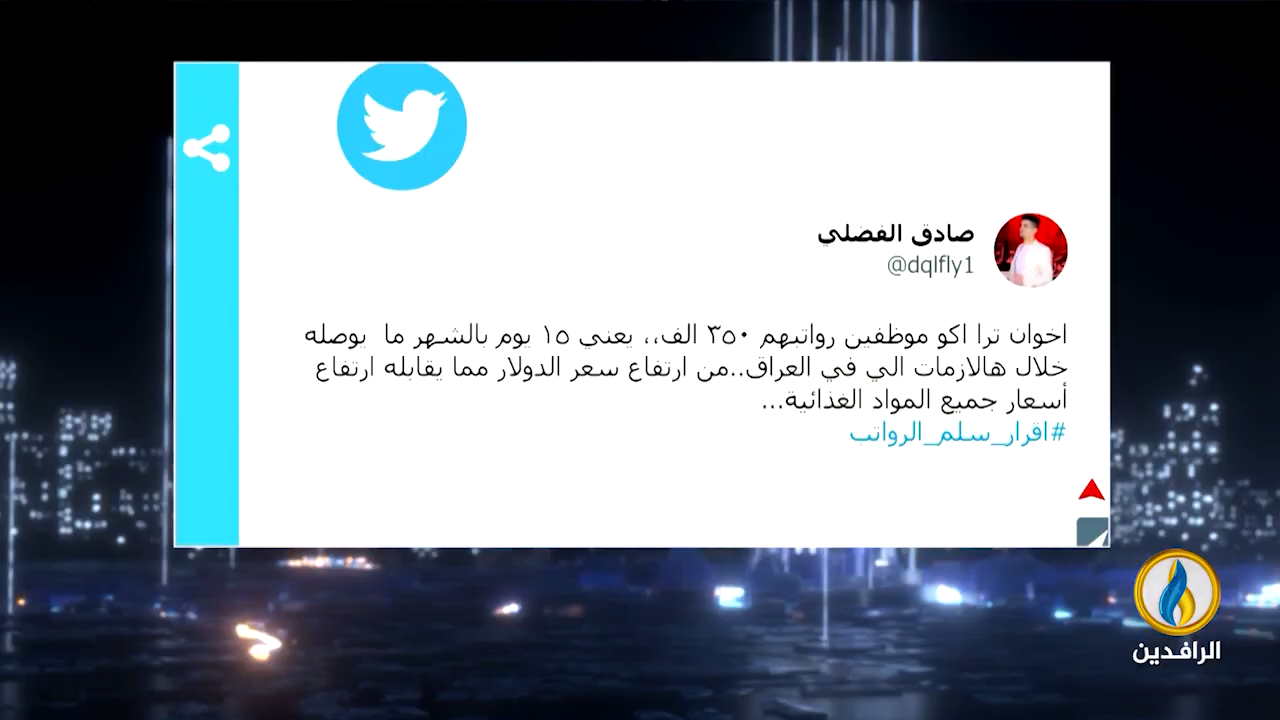 صادق الفضلي
@dqlfly1
اخوان ترا اكو موظفين رواتبهم ٣٥٠ الف،، يعني ١٥ يوم بالشهر ما يوصله
خلال هالازمات الي في العراق..من ارتفاع سعر الدولار مما يقابله ارتفاع
أسعار جميع المواد الغذائية...
#اقرار_سلم_الرواتب
الرافدين